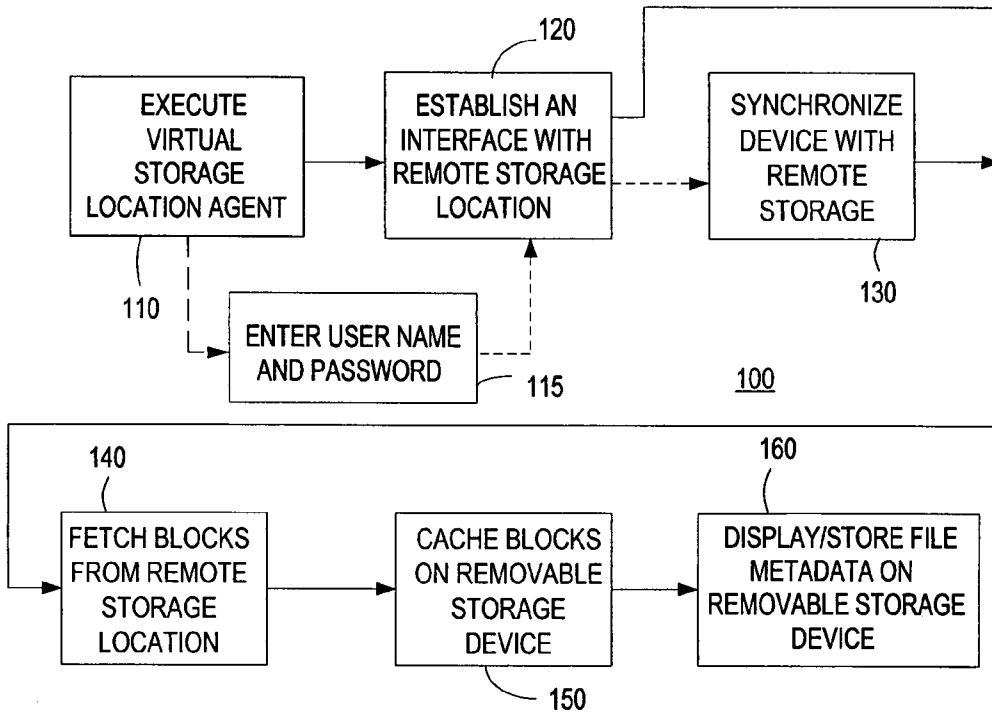 120
EXECUTE
VIRTUAL
STORAGE
LOCATION AGENT
110
ESTABLISH AN
INTERFACE WITH
REMOTE STORAGE
LOCATION
SYNCHRONIZE
DEVICE WITH
REMOTE
STORAGE
130
ENTER USER NAME
AND PASSWORD
115
100
140
FETCH BLOCKS
FROM REMOTE
STORAGE
LOCATION
CACHE BLOCKS
ON REMOVABLE
STORAGE
DEVICE
150
160
DISPLAY/STORE FILE
METADATA ON
REMOVABLE STORAGE
DEVICE